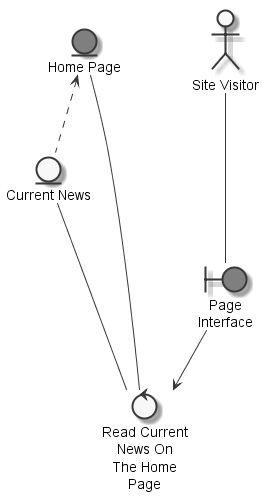 Home Page
Site Visitor
Current News
Page
Interface
Read Current
News On
The Home
Page